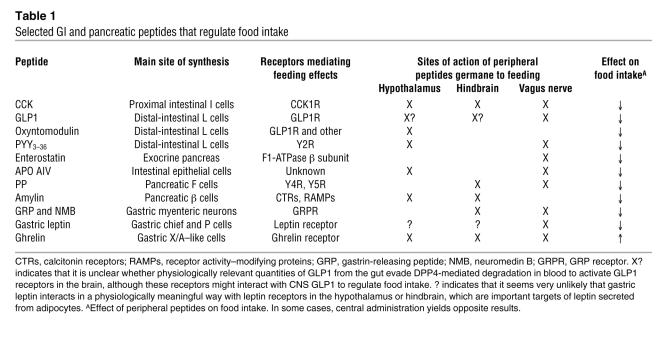 Table 1
Selected GI and pancreatic peptides that regulate food intake
Peptide Main site of synthesis Receptors mediating feeding effects Sites of action of peripheral peptides germane to feeding Effect on food intakeᴬ
Hypothalamus Hindbrain Vagus nerve
CCK Proximal intestinal I cells CCK1R X X X ↓
GLP1 Distal-intestinal L cells GLP1R X? X? X ↓
Oxyntomodulin Distal-intestinal L cells GLP1R and other X ↓
PYY₃₋₃₆ Distal-intestinal L cells Y2R X X ↓
Enterostatin Exocrine pancreas F1-ATPase β subunit X ↓
APO AIV Intestinal epithelial cells Unknown X X ↓
PP Pancreatic F cells Y4R, Y5R X X ↓
Amylin Pancreatic β cells CTRs, RAMPs X X ↓
GRP and NMB Gastric myenteric neurons GRPR X X ↓
Gastric leptin Gastric chief and P cells Leptin receptor ? ? X ↓
Ghrelin Gastric X/A–like cells Ghrelin receptor X X X ↑
CTRs, calcitonin receptors; RAMPs, receptor activity–modifying proteins; GRP, gastrin-releasing peptide; NMB, neuromedin B; GRPR, GRP receptor. X?
indicates that it is unclear whether physiologically relevant quantities of GLP1 from the gut evade DPP4-mediated degradation in blood to activate GLP1
receptors in the brain, although these receptors might interact with CNS GLP1 to regulate food intake. ? indicates that it seems very unlikely that gastric
leptin interacts in a physiologically meaningful way with leptin receptors in the hypothalamus or hindbrain, which are important targets of leptin secreted
from adipocytes. ᴬEffect of peripheral peptides on food intake. In some cases, central administration yields opposite results.